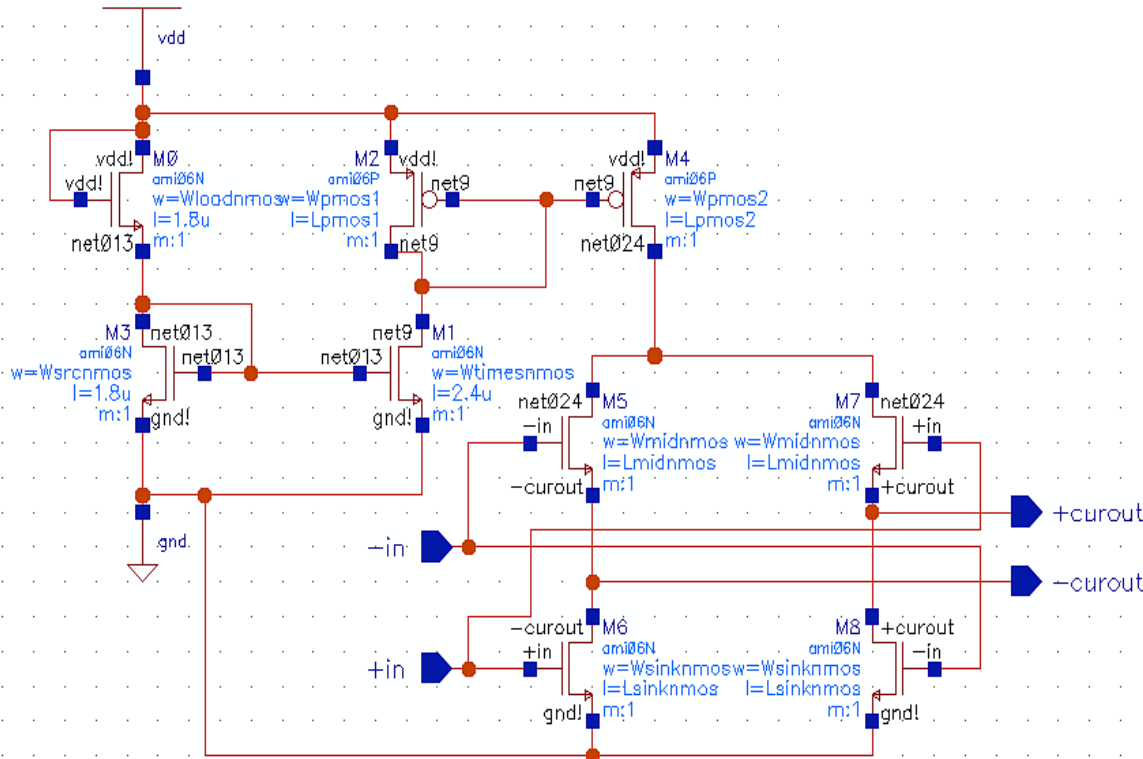 vdd
vdd!
M0
ami06N
vdd!
w=Wloadnmos
l=1.8u
net013
m:1
M2
vdd!
ami06P
net9
w=Wpmos1
l=Lpmos1
m:1
net9
vdd!
M4
ami06P
net9
w=Wpmos2
l=Lpmos2
net024
m:1
M3
net013
ami06N
net013
w=Wsrcnmos
l=1.8u
m:1
gnd!
net9
M1
net013
ami06N
w=Wtimesnmos
l=2.4u
gnd!
m:1
net024
M5
-in
ami06N
w=Wmidnmos
l=Lmidnmos
-curout
m:1
M7
net024
ami06N
+in
w=Wmidnmos
l=Lmidnmos
m:1
+curout
gnd
-in
+curout
-curout
+in
-curout
M6
+in
ami06N
w=Wsinknmos
l=Lsinknmos
gnd!
m:1
M8
+curout
ami06N
-in
w=Wsinknmos
l=Lsinknmos
m:1
gnd!